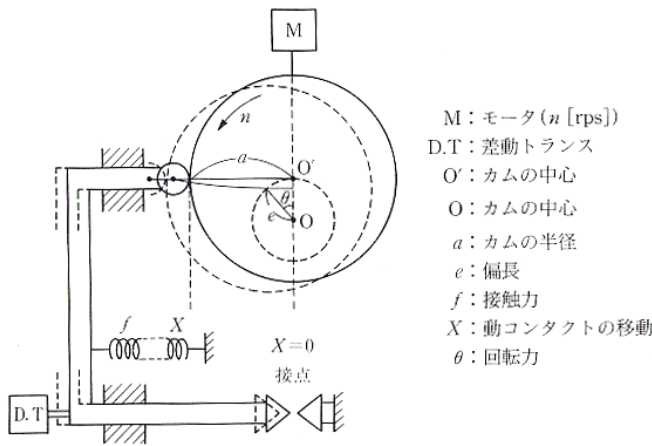 M
n
a
O′
θ
e
O
f
X
X=0
接点
D.T
M：モータ(n [rps])
D.T：差動トランス
O′：カムの中心
O：カムの中心
a：カムの半径
e：偏長
f：接触力
X：動コンタクトの移動
θ：回転力